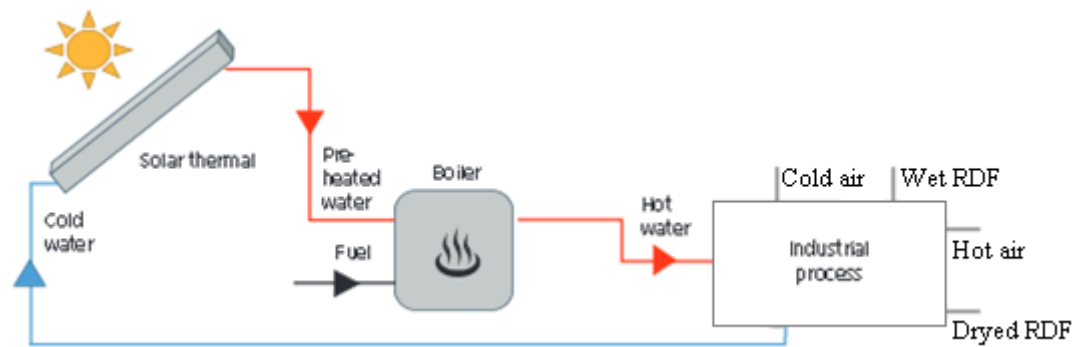 Solar thermal
Cold
water
Pre-
heated
water
Boiler
Fuel
Hot
water
Cold air
Wet RDF
Industrial
process
Hot air
Dryed RDF